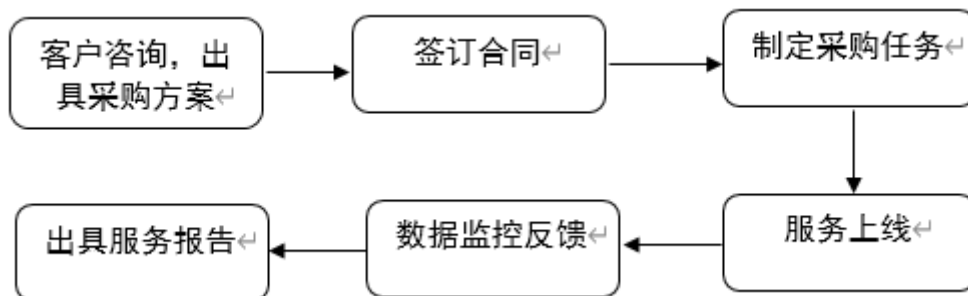 客户咨询，出
具采购方案
签订合同
制定采购任务
服务上线
数据监控反馈
出具服务报告